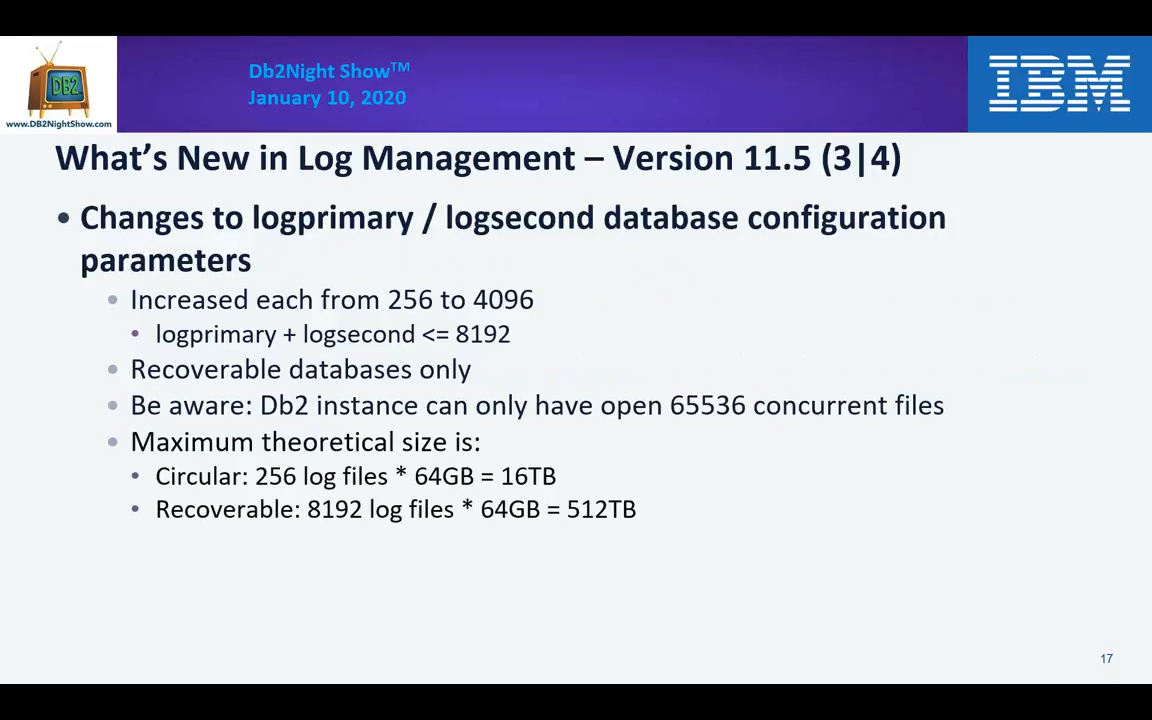 Db2Night Show™
January 10, 2020
DB2
www.DB2NightShow.com
IBM
What's New in Log Management – Version 11.5 (3|4)
• Changes to logprimary / logsecond database configuration
parameters
• Increased each from 256 to 4096
• logprimary + logsecond <= 8192
• Recoverable databases only
• Be aware: Db2 instance can only have open 65536 concurrent files
• Maximum theoretical size is:
• Circular: 256 log files * 64GB = 16TB
• Recoverable: 8192 log files * 64GB = 512TB
17